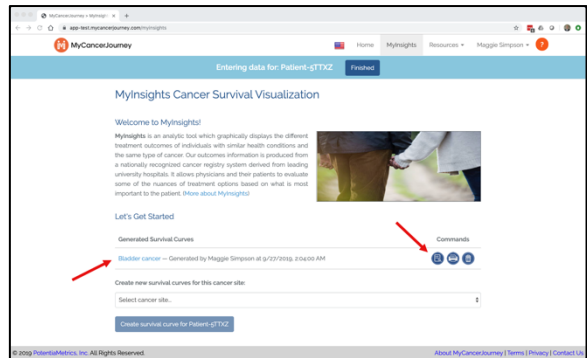 MyCancerJourney v MyInsigh
app-test.mycancerjourney.com/myinsights
MyCancerJourney
Home MyInsights Resources Maggie Simpson ?
Entering data for: Patient-5TTXZ Finished
MyInsights Cancer Survival Visualization
Welcome to MyInsights!
MyInsights is an analytic tool which graphically displays the different
treatment outcomes of individuals with similar health conditions and
the same type of cancer. Our outcomes information is produced from
a nationally recognized cancer registry system derived from leading
university hospitals. It allows physicians and their patients to evaluate
some of the nuances of treatment options based on what is most
important to the patient. (More about MyInsights)
Let's Get Started
Generated Survival Curves Commands
Bladder cancer — Generated by Maggie Simpson at 9/27/2019, 2:04:00 AM
Create new survival curves for this cancer site:
Select cancer site...
Create survival curve for Patient-5TTXZ
© 2019 PotentiaMetrics, Inc. All Rights Reserved. About MyCancerJourney | Terms | Privacy | Contact Us